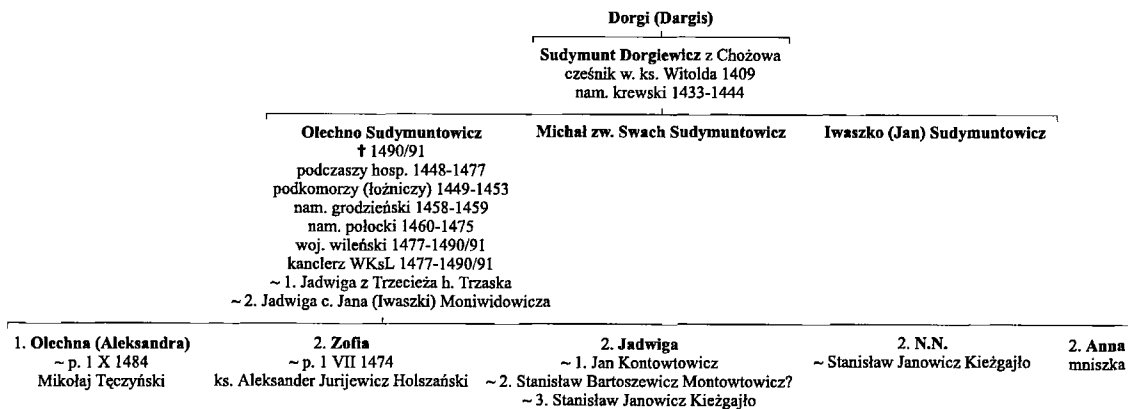 Dorgi (Dargis)
Sudymunt Dorgiewicz z Chożowa
cześnik w. ks. Witolda 1409
nam. krewski 1433-1444
Olechno Sudymuntowicz
✝ 1490/91
podczaszy hosp. 1448-1477
podkomorzy (łożniczy) 1449-1453
nam. grodzieński 1458-1459
nam. połocki 1460-1475
woj. wileński 1477-1490/91
kanclerz WKsL 1477-1490/91
~ 1. Jadwiga z Trzecieża h. Trzaska
~ 2. Jadwiga c. Jana (Iwaszki) Moniwidowicza
Michał zw. Swach Sudymuntowicz
Iwaszko (Jan) Sudymuntowicz
1. Olechna (Aleksandra)
~ p. 1 X 1484
Mikołaj Tęczyński
2. Zofia
~ p. 1 VII 1474
ks. Aleksander Jurijewicz Holszański
2. Jadwiga
~ 1. Jan Kontowtowicz
~ 2. Stanisław Bartoszewicz Montowtowicz?
~ 3. Stanisław Janowicz Kieżgajło
2. N.N.
~ Stanisław Janowicz Kieżgajło
2. Anna
mniszka